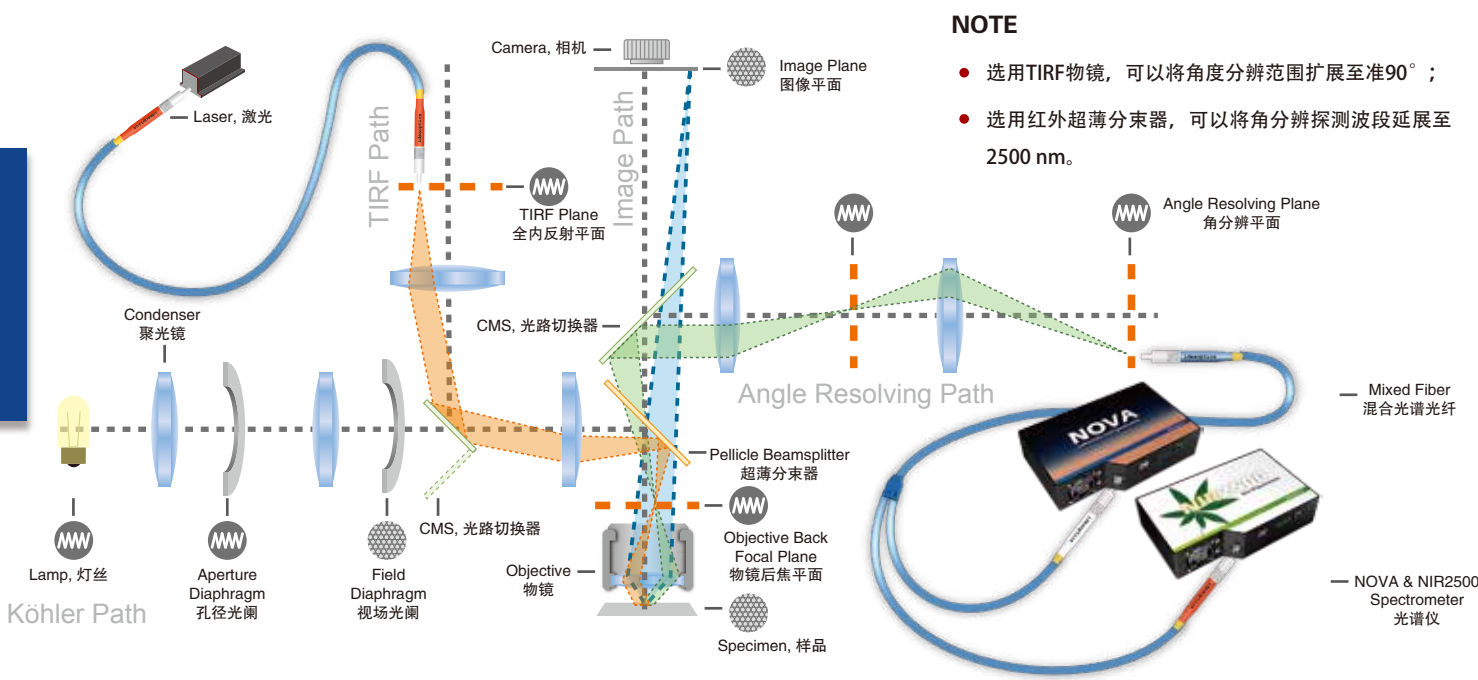 NOTE
● 选用TIRF物镜，可以将角度分辨范围扩展至准90°；
● 选用红外超薄分束器，可以将角分辨探测波段延展至
2500 nm。
Camera, 相机
Image Plane
图像平面
Laser, 激光
TIRF Path
Image Path
TIRF Plane
全内反射平面
Angle Resolving Plane
角分辨平面
Condenser
聚光镜
CMS, 光路切换器
Angle Resolving Path
Mixed Fiber
混合光谱光纤
NOVA
Pellicle Beamsplitter
超薄分束器
CMS, 光路切换器
Objective Back
Focal Plane
物镜后焦平面
Objective
物镜
Lamp, 灯丝
Aperture
Diaphragm
孔径光阑
Field
Diaphragm
视场光阑
Köhler Path
NOVA & NIR2500
Spectrometer
光谱仪
Specimen, 样品